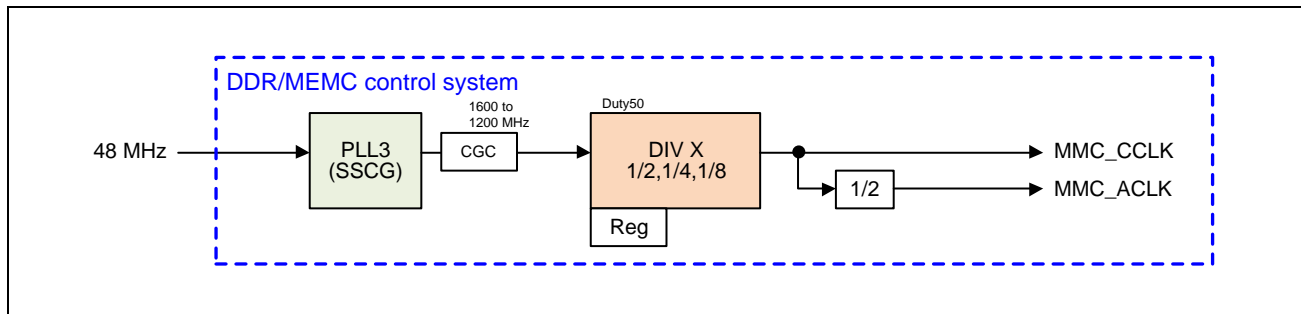 DDR/MEMC control system
48 MHz
PLL3
(SSCG)
1600 to
1200 MHz
CGC
Duty50
DIV X
1/2,1/4,1/8
Reg
MMC_CCLK
1/2
MMC_ACLK